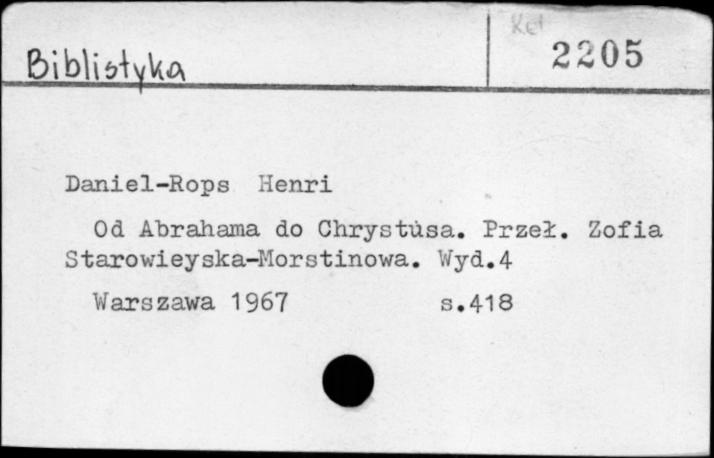 Biblistyka
2205
Daniel-Rops Henri
Od Abrahama do Chrystusa. Przeł. Zofia
Starowieyska-Morstinowa. Wyd.4
Warszawa 1967 s.418